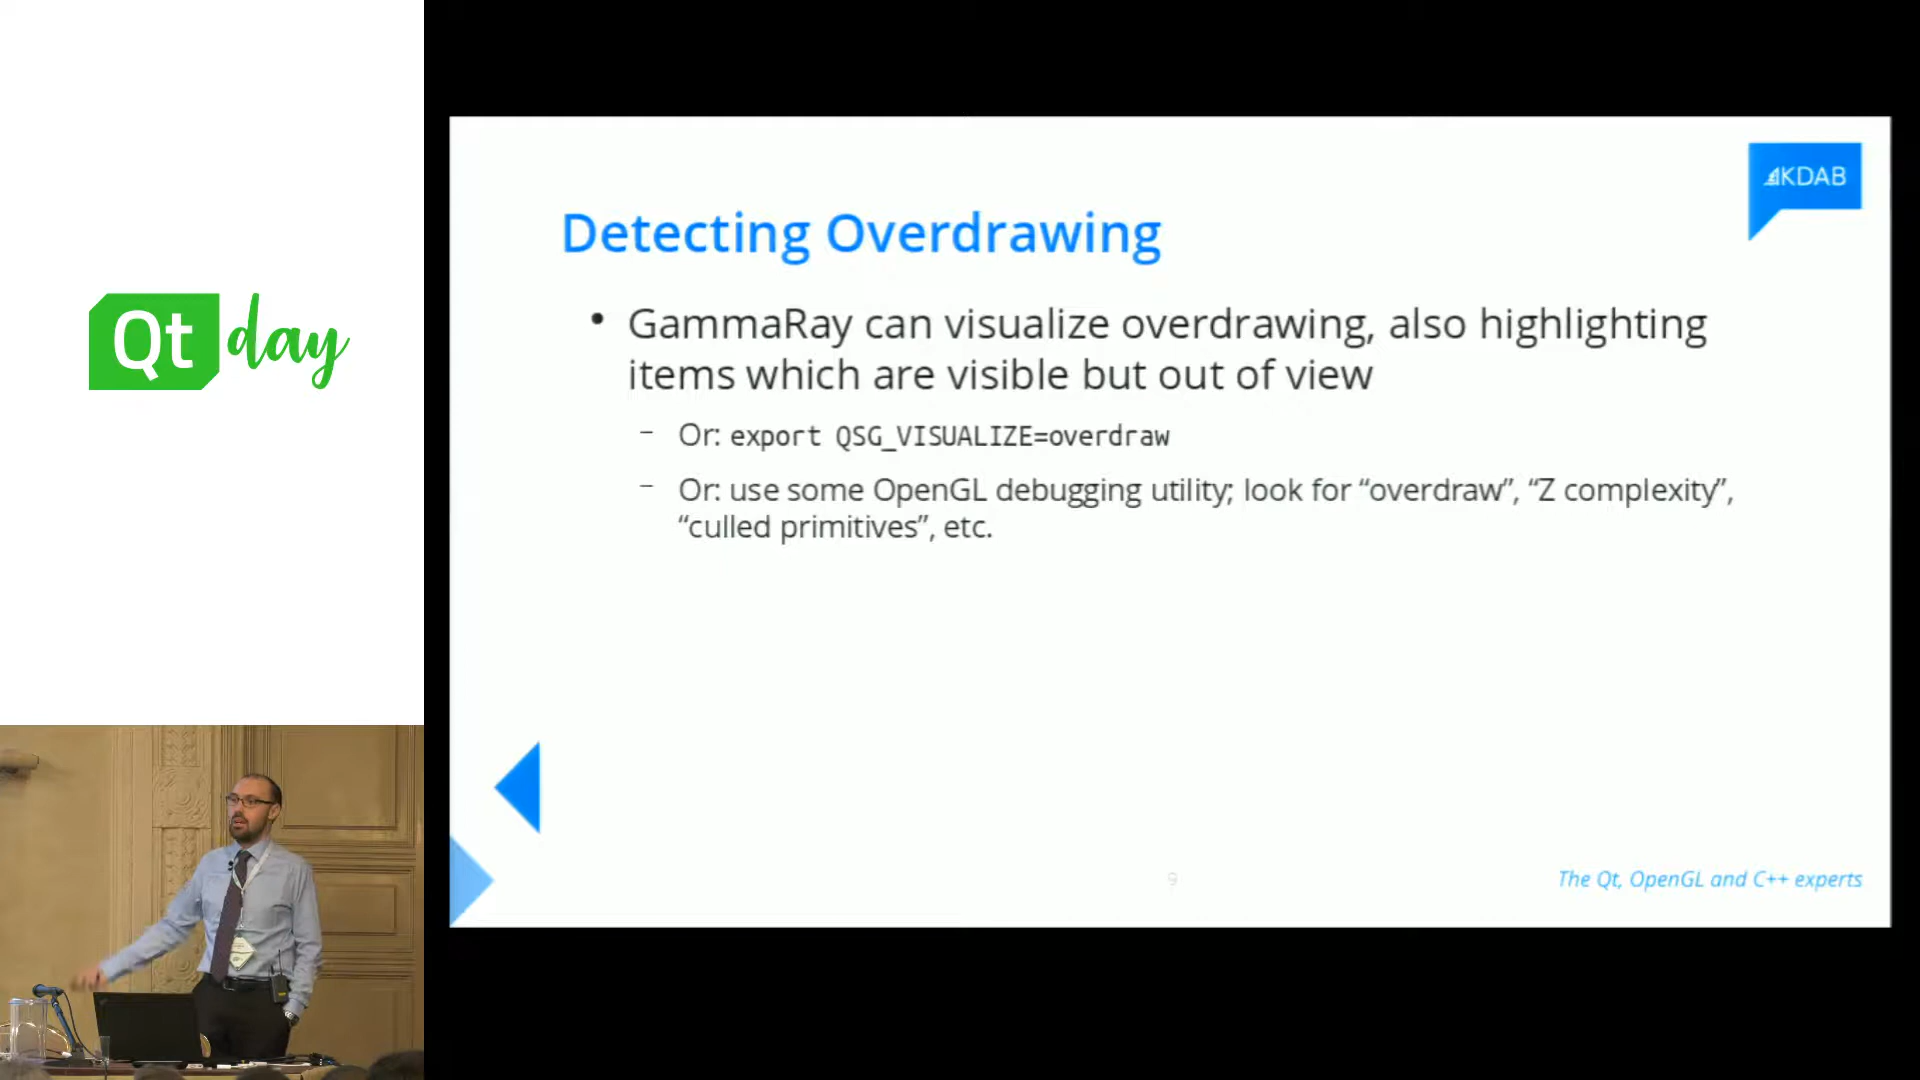 Qt day
KDAB
Detecting Overdrawing
• GammaRay can visualize overdrawing, also highlighting
items which are visible but out of view
– Or: export QSG_VISUALIZE=overdraw
– Or: use some OpenGL debugging utility; look for “overdraw”, “Z complexity”,
“culled primitives”, etc.
9
The Qt, OpenGL and C++ experts